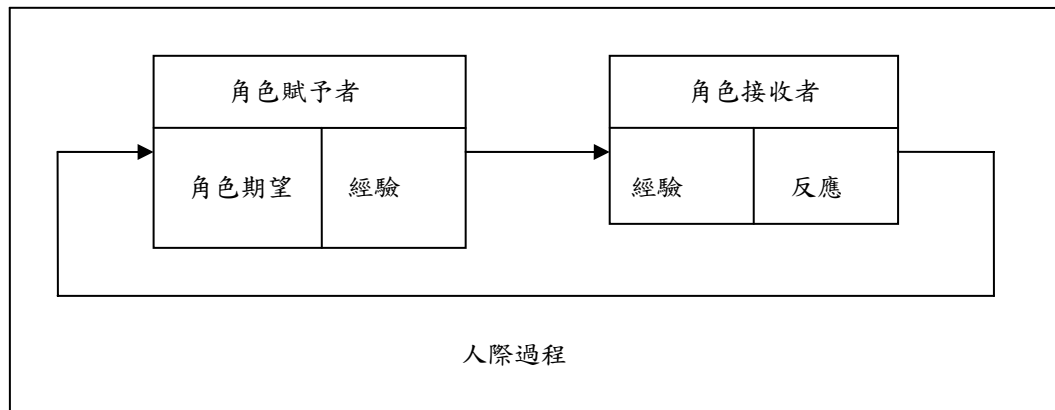 角色賦予者
角色接收者
角色期望
經驗
經驗
反應
人際過程